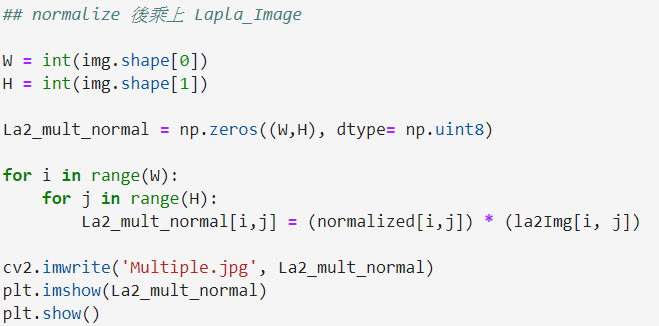 ## normalize 後乘上 Lapla_Image
W = int(img.shape[0])
H = int(img.shape[1])
La2_mult_normal = np.zeros((W,H), dtype= np.uint8)
for i in range(W):
    for j in range(H):
        La2_mult_normal[i,j] = (normalized[i,j]) * (la2Img[i, j])
cv2.imwrite('Multiple.jpg', La2_mult_normal)
plt.imshow(La2_mult_normal)
plt.show()